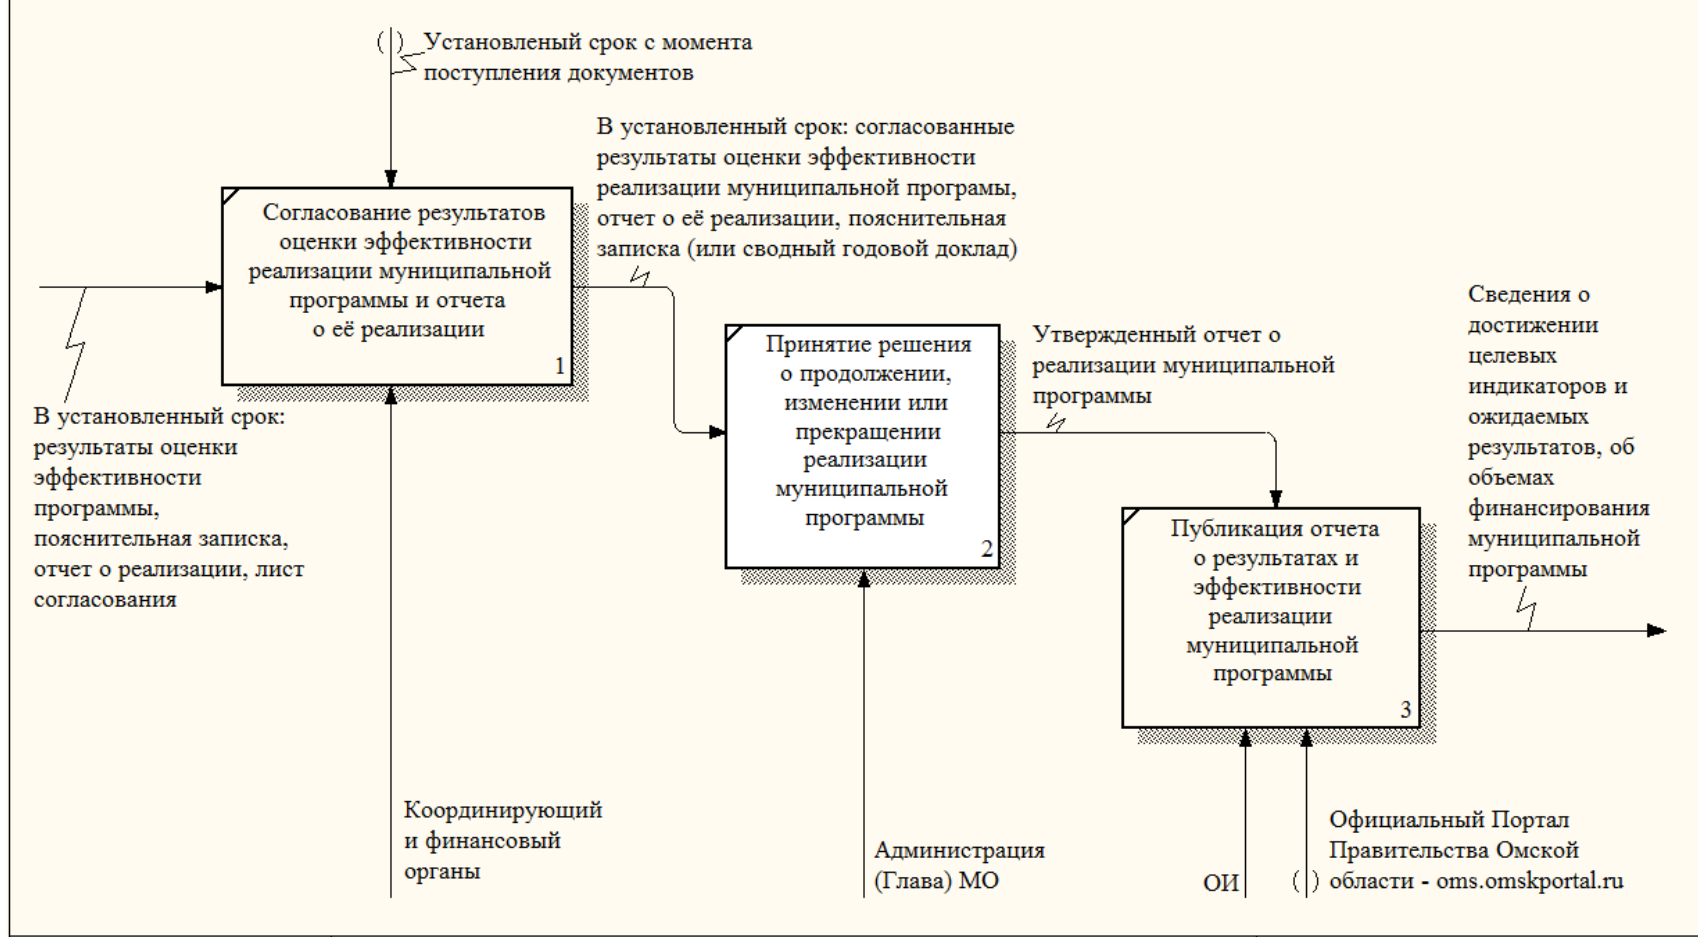 ( )
Установленый срок с момента
поступления документов
В установленный срок: согласованные
результаты оценки эффективности
реализации муниципальной програмы,
отчет о её реализации, пояснительная
записка (или сводный годовой доклад)
Согласование результатов
оценки эффективности
реализации муниципальной
программы и отчета
о её реализации
1
В установленный срок:
результаты оценки
эффективности
программы,
пояснительная записка,
отчет о реализации, лист
согласования
Принятие решения
о продолжении,
изменении или
прекращении
реализации
муниципальной
программы
2
Утвержденный отчет о
реализации муниципальной
программы
Сведения о
достижении
целевых
индикаторов и
ожидаемых
результатов, об
объемах
финансирования
муниципальной
программы
Публикация отчета
о результатах и
эффективности
реализации
муниципальной
программы
3
Координирующий
и финансовый
органы
Администрация
(Глава) МО
ОИ
( )
Официальный Портал
Правительства Омской
области - oms.omskportal.ru